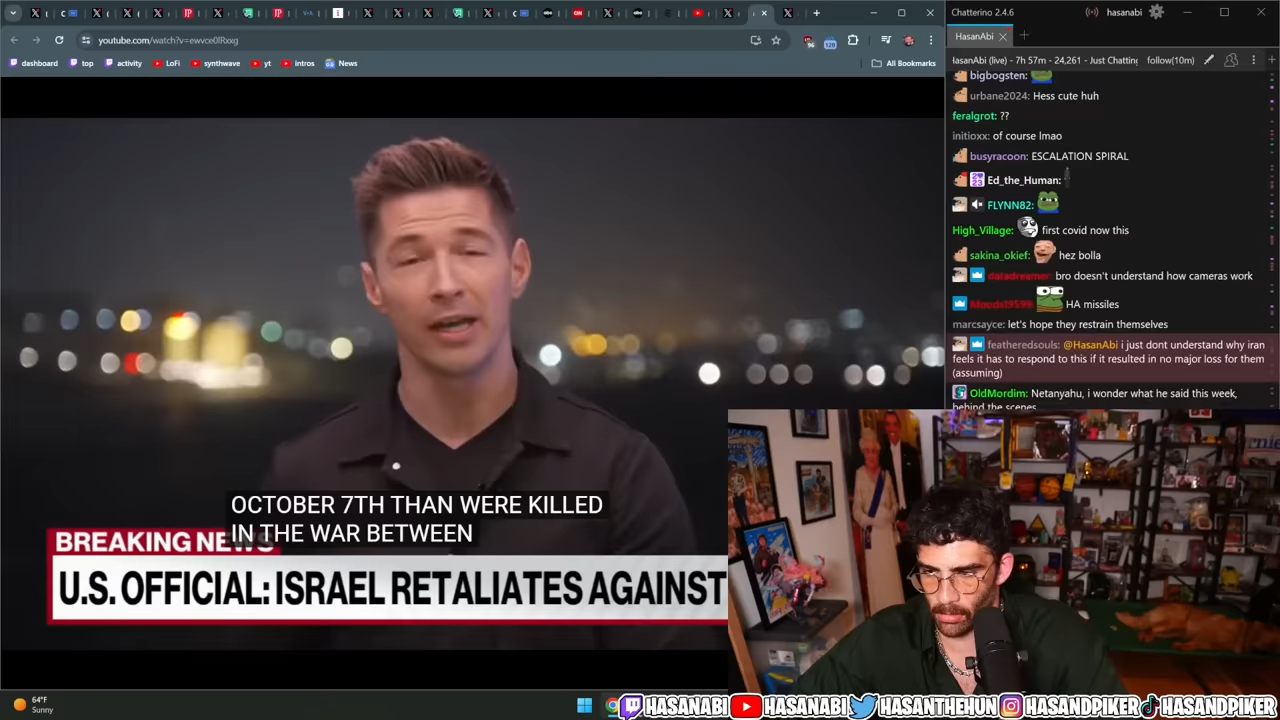 youtube.com/watch?v=ewvce0lRxxg
dashboard
top
activity
LoFi
synthwave
yt
intros
News
All Bookmarks
OCTOBER 7TH THAN WERE KILLED
IN THE WAR BETWEEN
BREAKING NEWS
U.S. OFFICIAL: ISRAEL RETALIATES AGAINST
Chatterino 2.4.6
hasanabi
HasanAbi
HasanAbi (live) - 7h 57m - 24,261 - Just Chatting
follow(10m)
bigbogsten:
urbane2024: Hess cute huh
feralgrot: ??
initioxx: of course lmao
busyracoon: ESCALATION SPIRAL
Ed_the_Human:
FLYNN82:
High_Village: first covid now this
sakina_okief: hez bolla
datadreamer: bro doesn't understand how cameras work
HA missiles
marcsayce: let's hope they restrain themselves
featheredsouls: @HasanAbi i just dont understand why iran
feels it has to respond to this if it resulted in no major loss for them
(assuming)
OldMordim: Netanyahu, i wonder what he said this week,
behind the scenes
64°F
Sunny
HASANABI
HASANABI
HASANTHEHUN
HASANDPIKER
HASANDPIKER